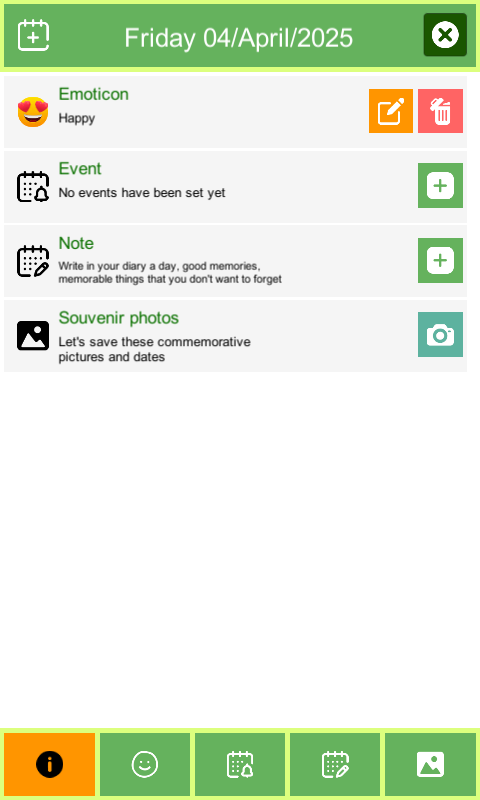 Friday 04/April/2025
Emoticon
Happy
Event
No events have been set yet
Note
Write in your diary a day, good memories,
memorable things that you don't want to forget
Souvenir photos
Let's save these commemorative
pictures and dates